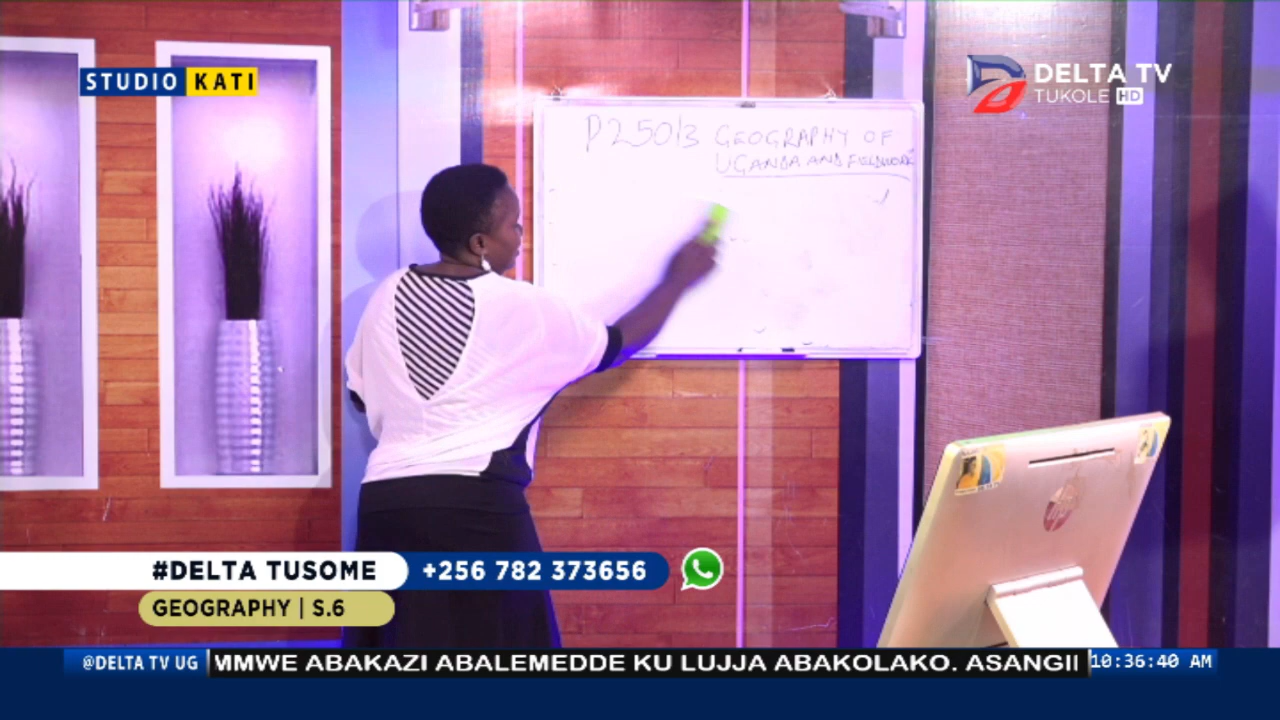 STUDIO KATI
DELTA TV
TUKOLE HD
P250/3 GEOGRAPHY OF
UGANDA AND FIELDWORK
#DELTA TUSOME +256 782 373656
GEOGRAPHY | S.6
@DELTA TV UG MMWE ABAKAZI ABALEMEDDE KU LUJJA ABAKOLAKO. ASANGII 10:36:40 AM